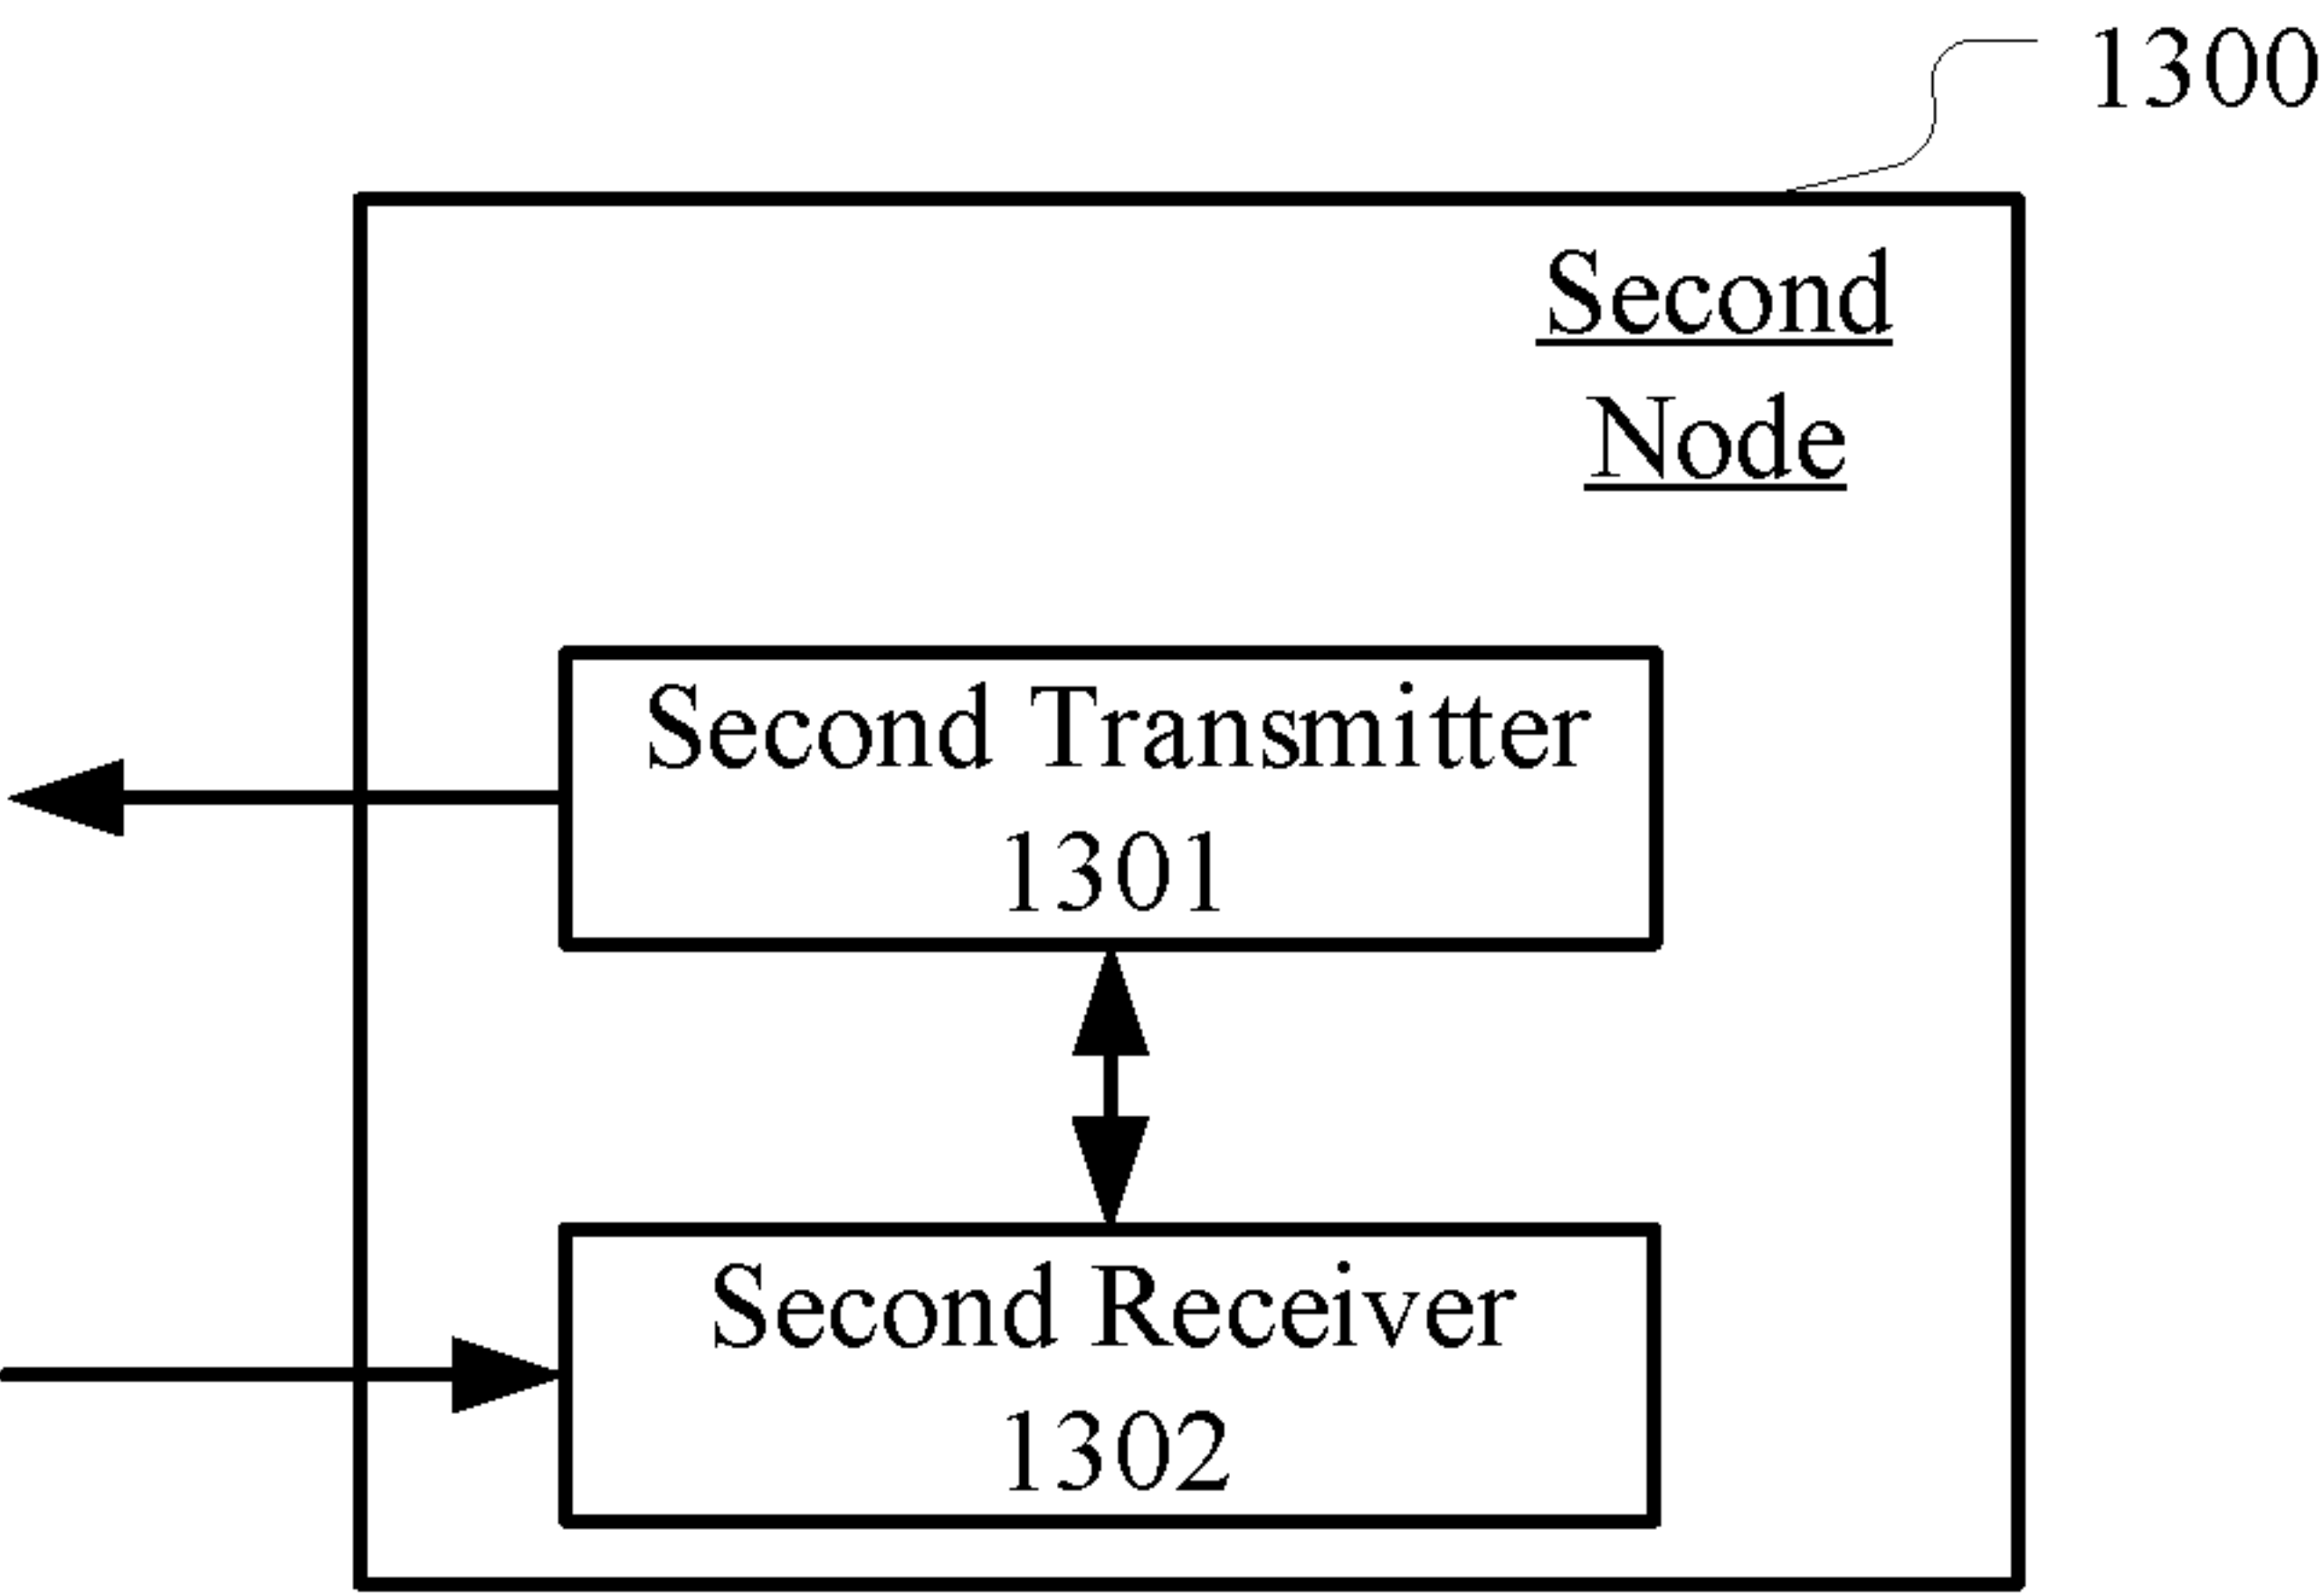 1300
Second
Node
Second Transmitter
1301
Second Receiver
1302